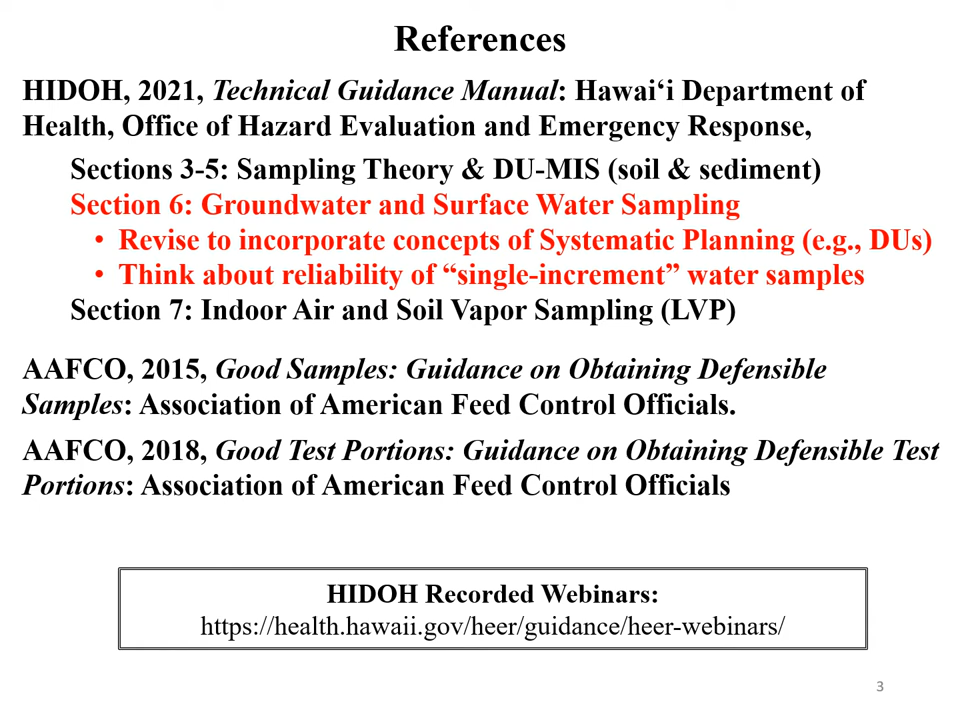 References
HIDOH, 2021, Technical Guidance Manual: Hawaiʻi Department of
Health, Office of Hazard Evaluation and Emergency Response,
Sections 3-5: Sampling Theory & DU-MIS (soil & sediment)
Section 6: Groundwater and Surface Water Sampling
• Revise to incorporate concepts of Systematic Planning (e.g., DUs)
• Think about reliability of “single-increment” water samples
Section 7: Indoor Air and Soil Vapor Sampling (LVP)
AAFCO, 2015, Good Samples: Guidance on Obtaining Defensible
Samples: Association of American Feed Control Officials.
AAFCO, 2018, Good Test Portions: Guidance on Obtaining Defensible Test
Portions: Association of American Feed Control Officials
HIDOH Recorded Webinars:
https://health.hawaii.gov/heer/guidance/heer-webinars/
3